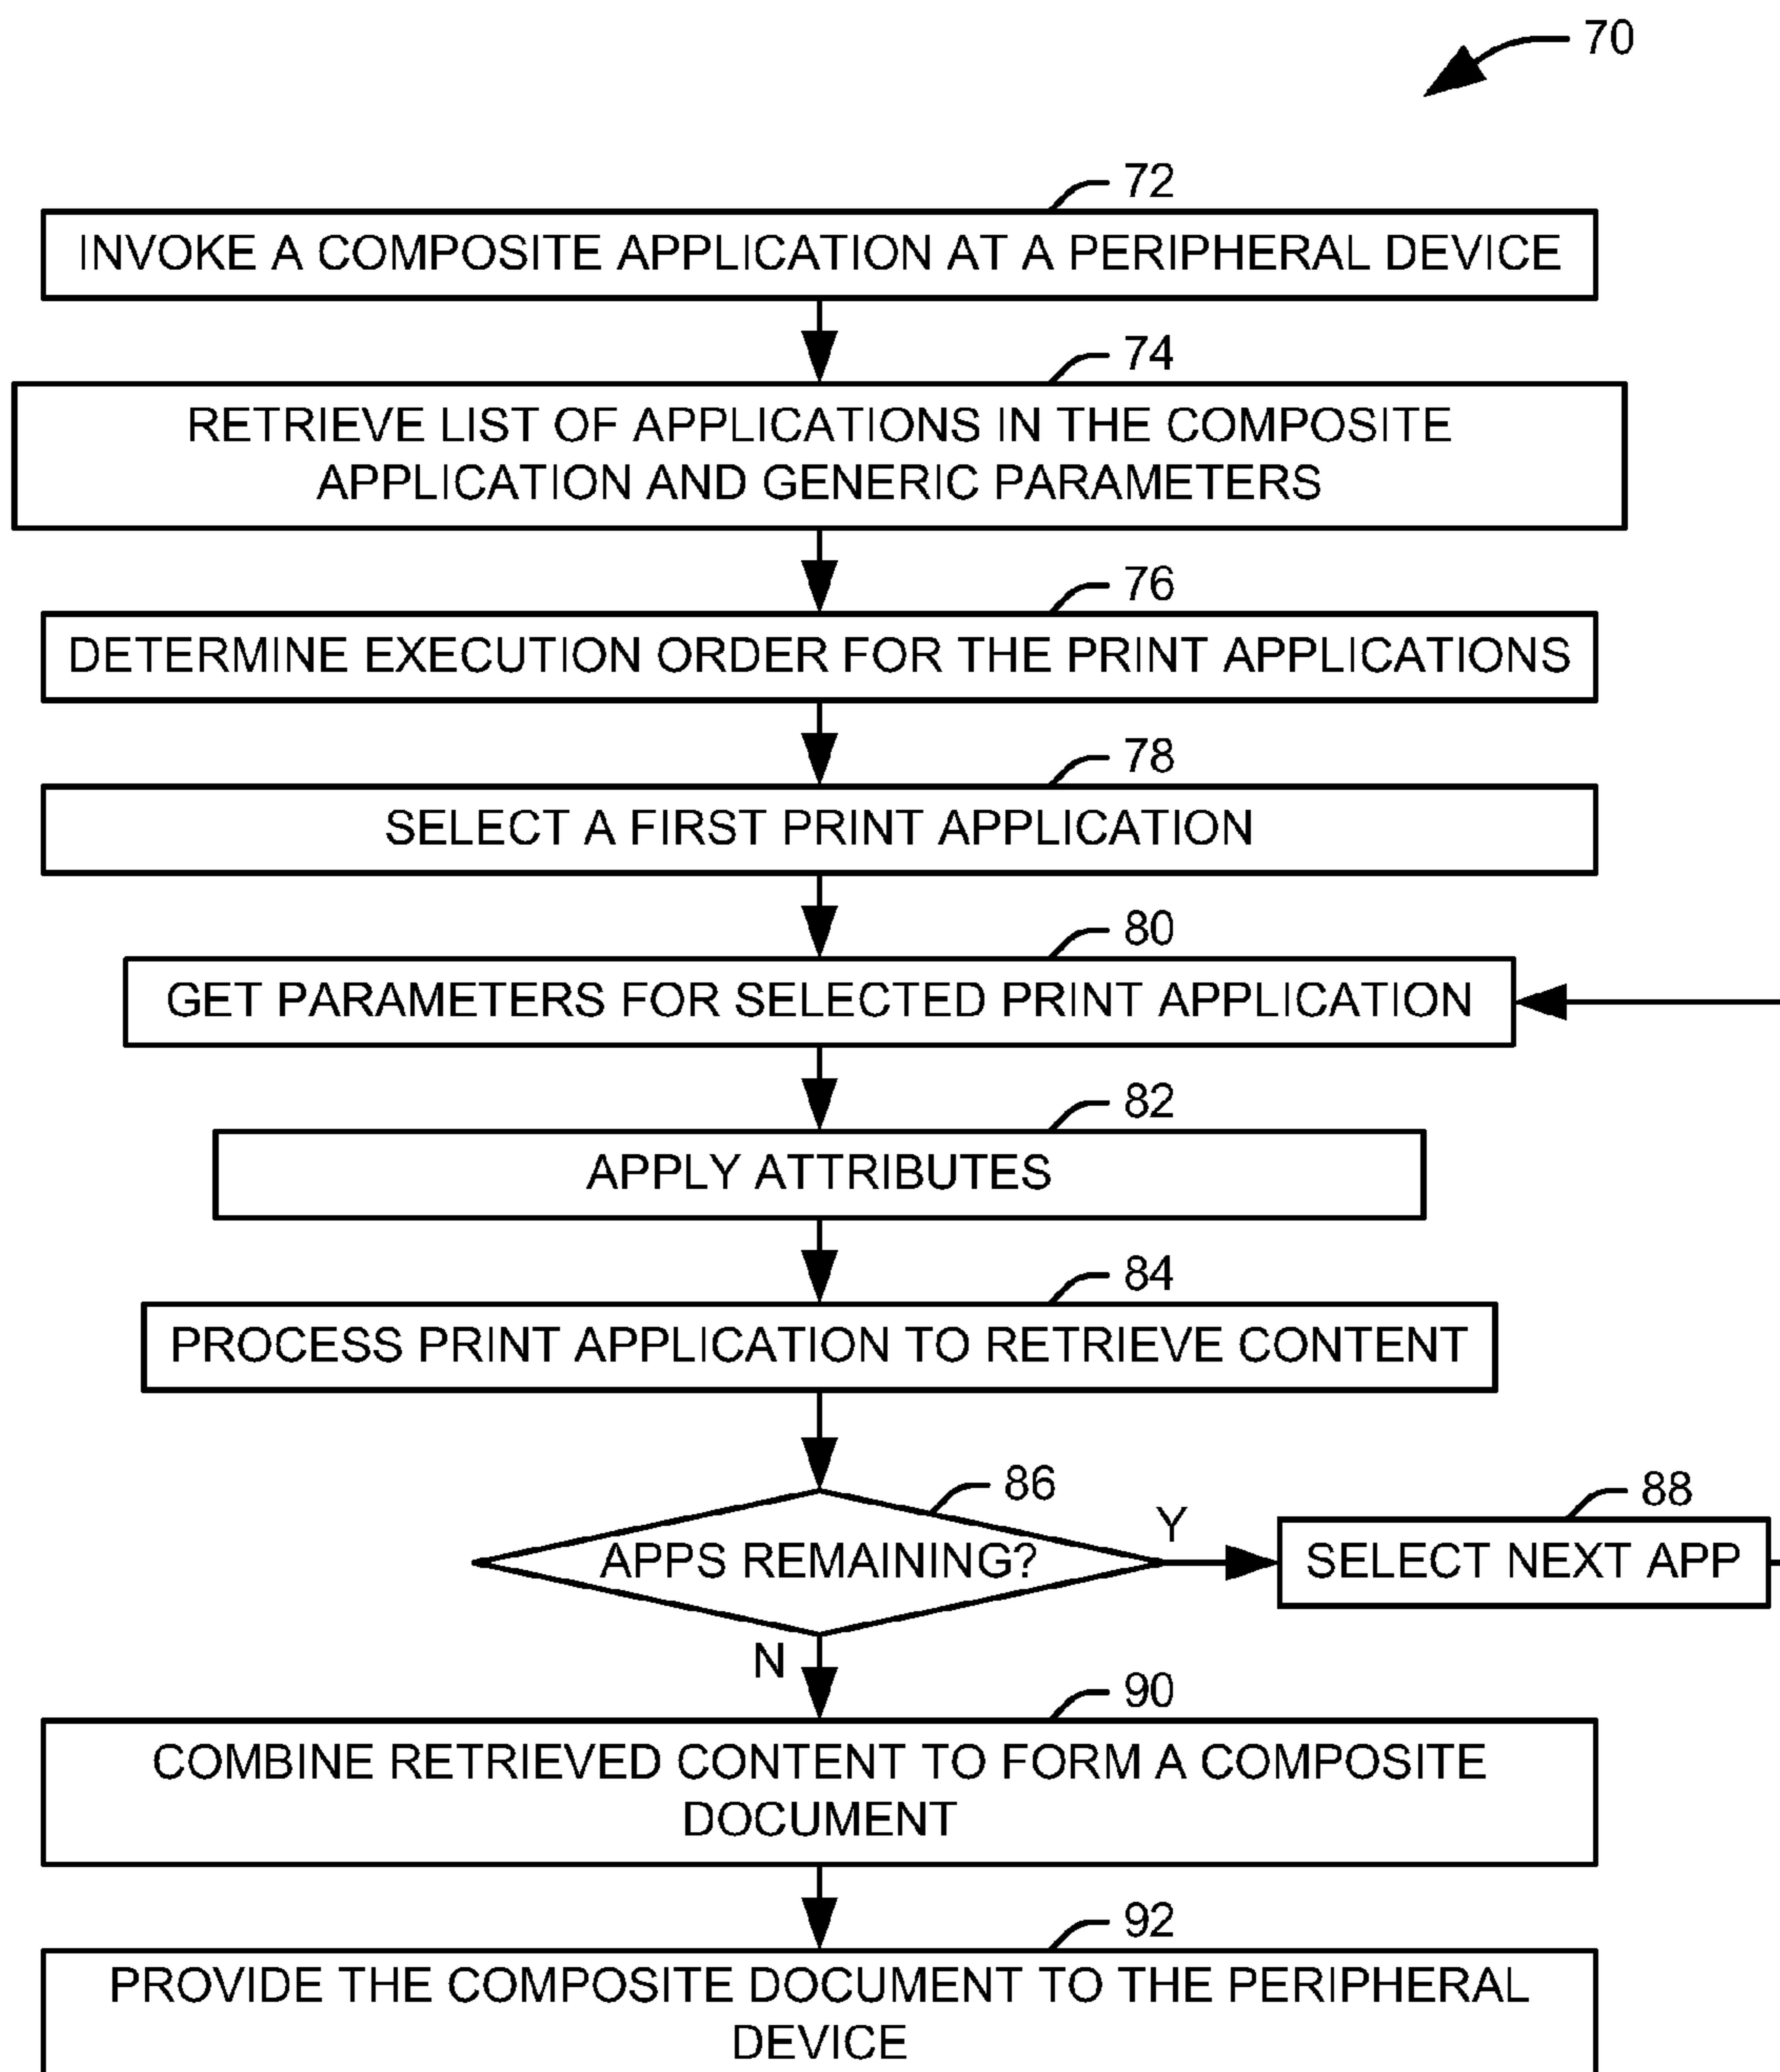 70
72
INVOKE A COMPOSITE APPLICATION AT A PERIPHERAL DEVICE
74
RETRIEVE LIST OF APPLICATIONS IN THE COMPOSITE
APPLICATION AND GENERIC PARAMETERS
76
DETERMINE EXECUTION ORDER FOR THE PRINT APPLICATIONS
78
SELECT A FIRST PRINT APPLICATION
80
GET PARAMETERS FOR SELECTED PRINT APPLICATION
82
APPLY ATTRIBUTES
84
PROCESS PRINT APPLICATION TO RETRIEVE CONTENT
86
APPS REMAINING?
Y
88
SELECT NEXT APP
N
90
COMBINE RETRIEVED CONTENT TO FORM A COMPOSITE
DOCUMENT
92
PROVIDE THE COMPOSITE DOCUMENT TO THE PERIPHERAL
DEVICE